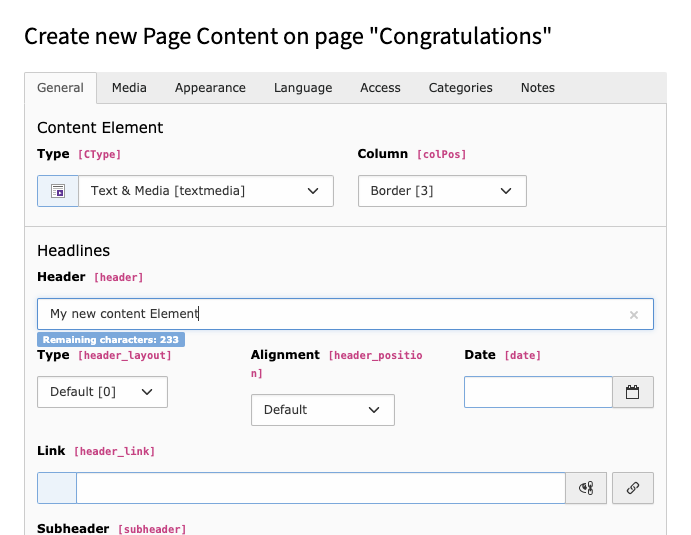 Create new Page Content on page "Congratulations"
General Media Appearance Language Access Categories Notes
Content Element
Type [CType] Column [colPos]
Text & Media [textmedia] Border [3]
Headlines
Header [header]
My new content Element
Remaining characters: 233
Type [header_layout] Alignment [header_positio Date [date]
n]
Default [0]
Default
Link [header_link]
Subheader [subheader]